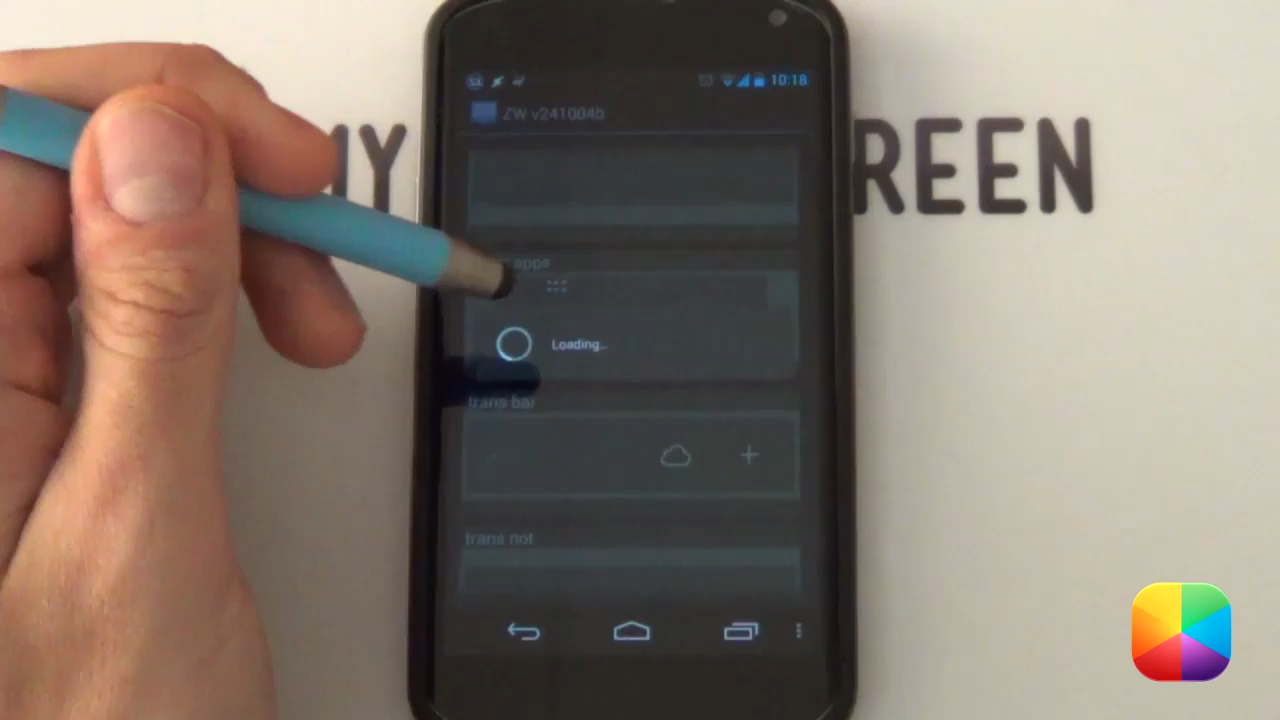 10:18
ZW v241004b
MY REEN
apps
Loading...
trans bar
trans not